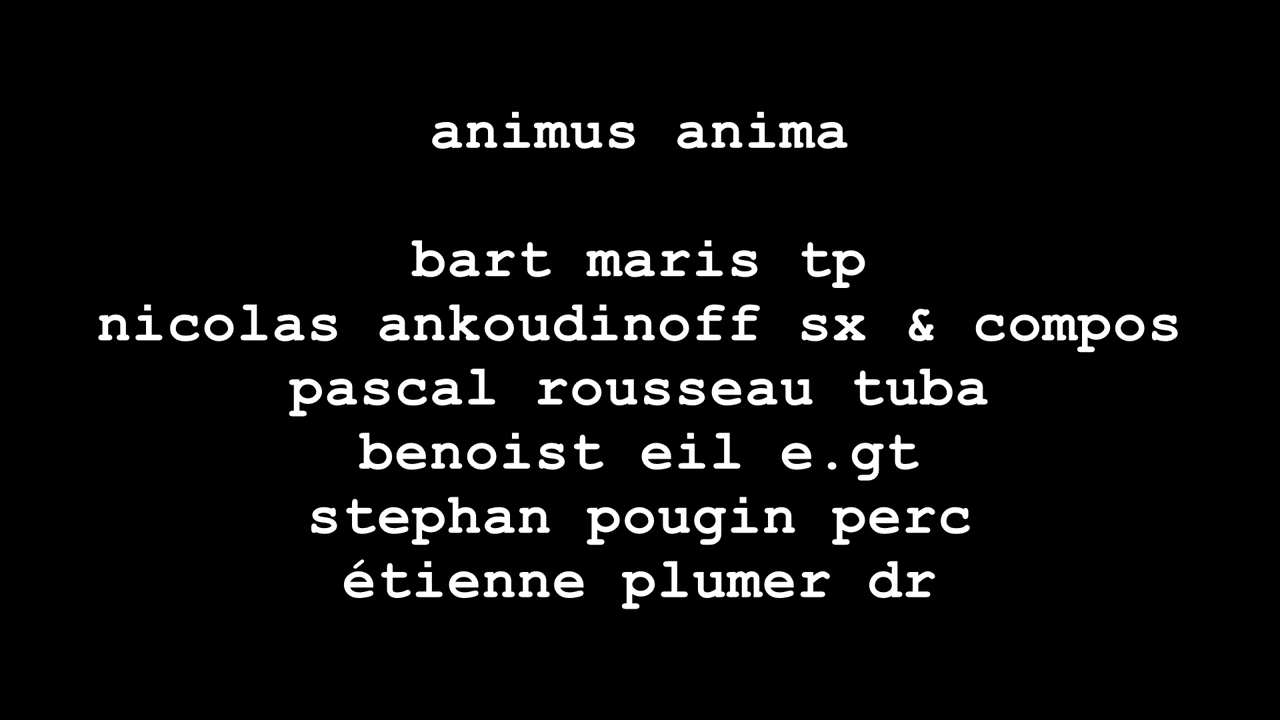 animus anima
bart maris tp
nicolas ankoudinoff sx & compos
pascal rousseau tuba
benoist eil e.gt
stephan pougin perc
étienne plumer dr